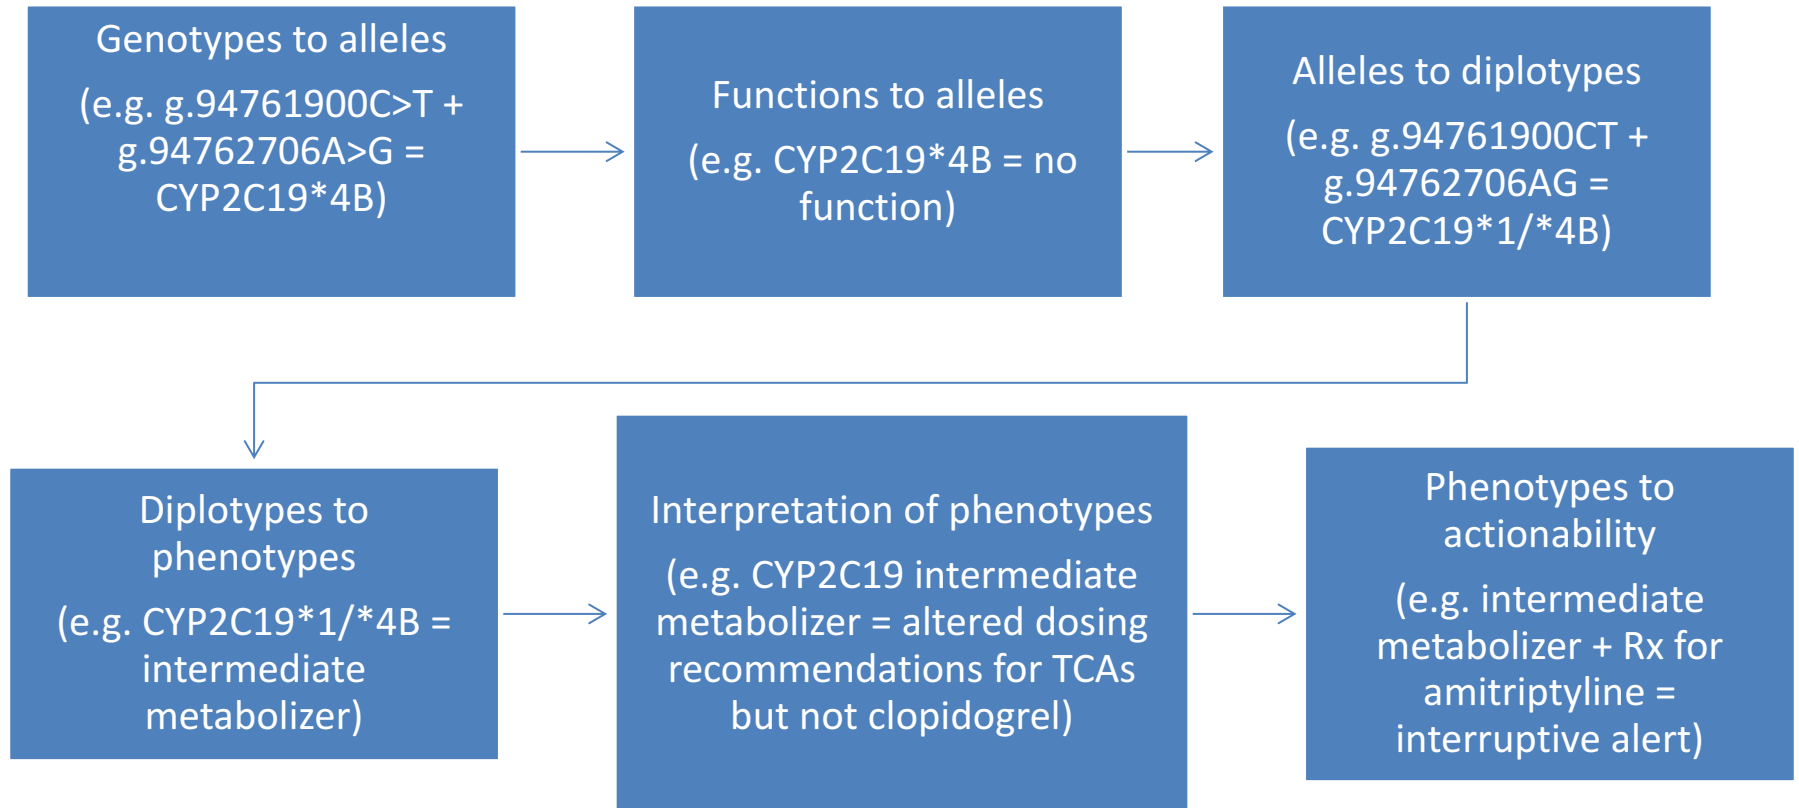 Genotypes to alleles
(e.g. g.94761900C>T +
g.94762706A>G =
CYP2C19*4B)
Functions to alleles
(e.g. CYP2C19*4B = no
function)
Alleles to diplotypes
(e.g. g.94761900CT +
g.94762706AG =
CYP2C19*1/*4B)
Diplotypes to
phenotypes
(e.g. CYP2C19*1/*4B =
intermediate
metabolizer)
Interpretation of phenotypes
(e.g. CYP2C19 intermediate
metabolizer = altered dosing
recommendations for TCAs
but not clopidogrel)
Phenotypes to
actionability
(e.g. intermediate
metabolizer + Rx for
amitriptyline =
interruptive alert)